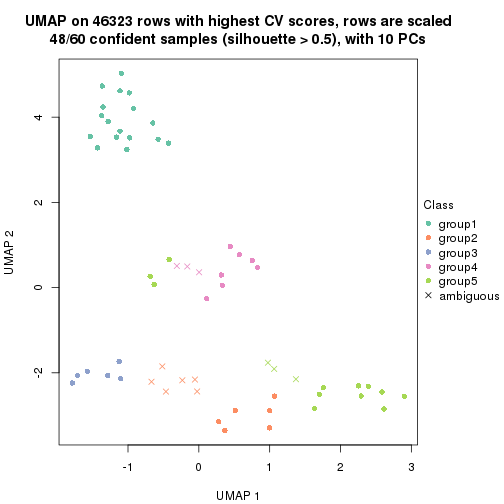 UMAP on 46323 rows with highest CV scores, rows are scaled
48/60 confident samples (silhouette > 0.5), with 10 PCs
4
2
0
-2
UMAP 2
-1
0
1
2
3
UMAP 1
Class
group1
group2
group3
group4
group5
ambiguous